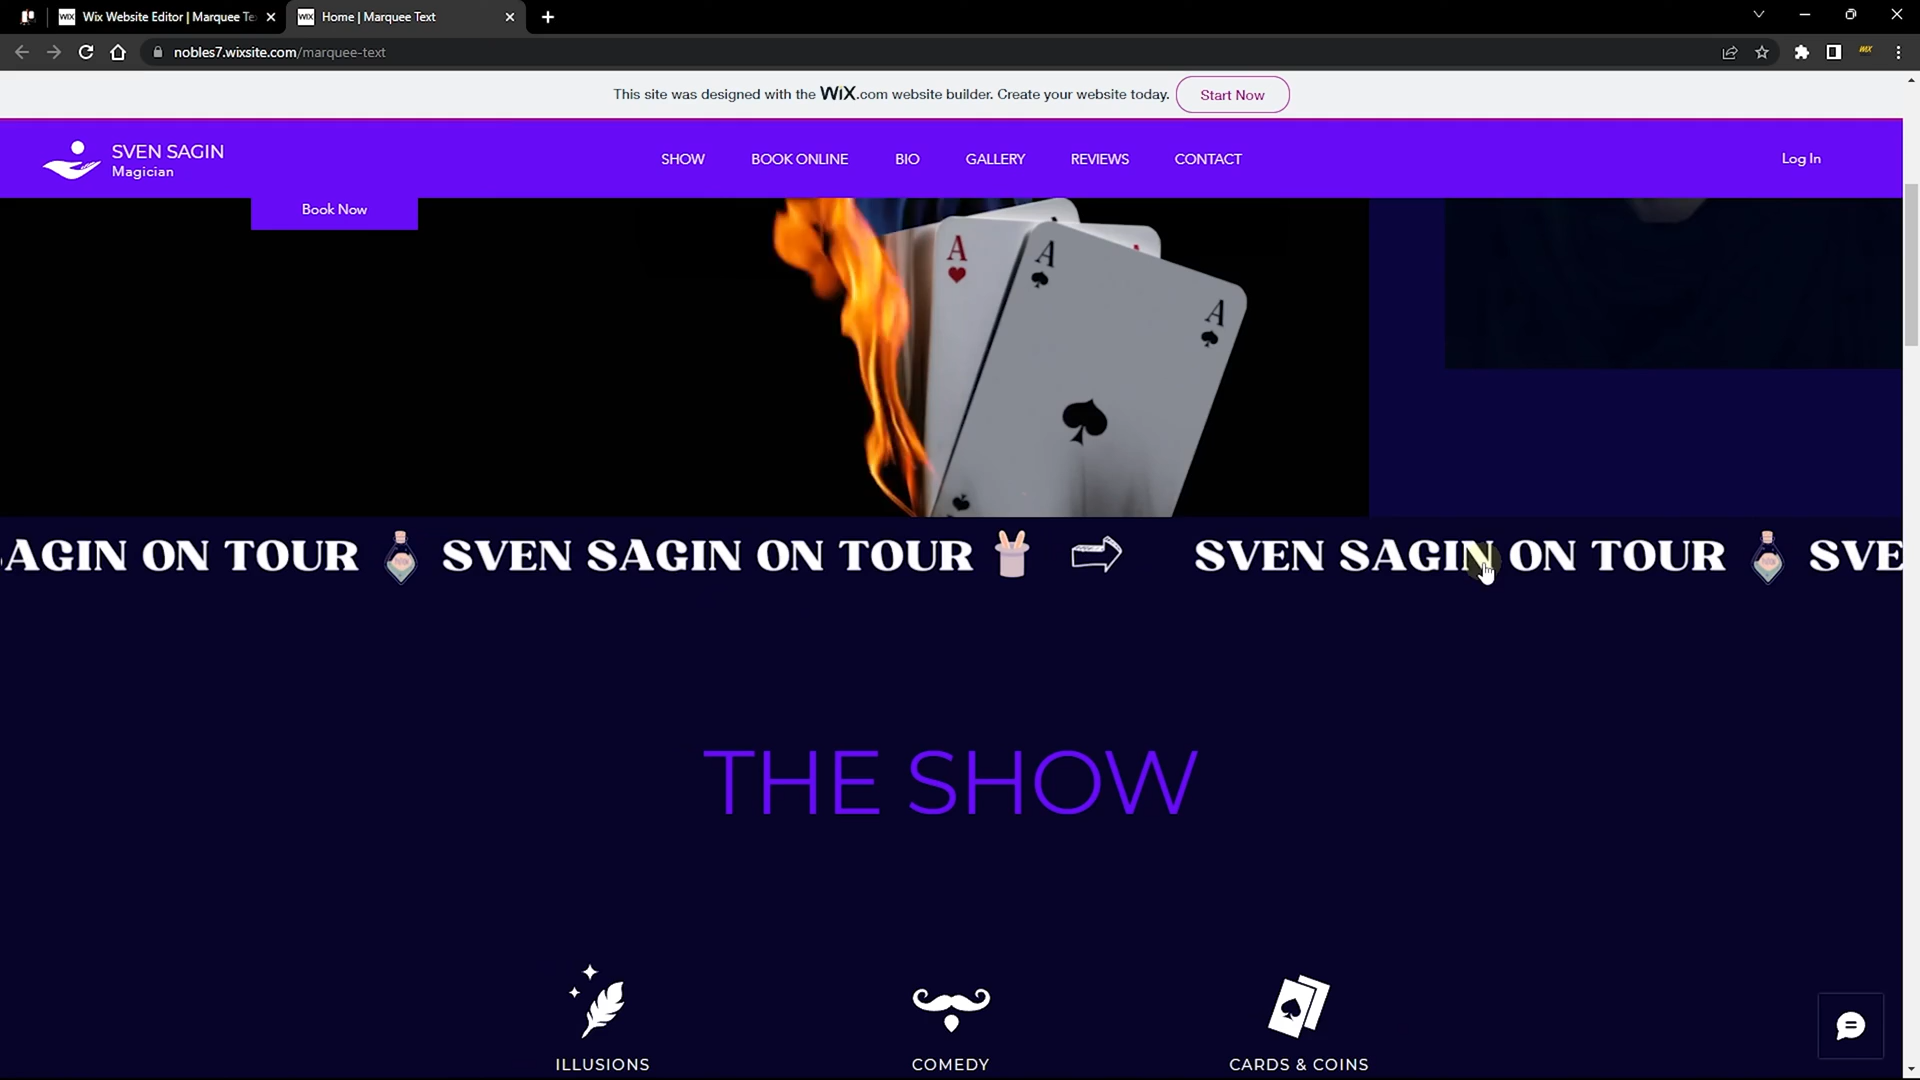 Wix Website Editor | Marquee Te
Home | Marquee Text
nobles7.wixsite.com/marquee-text
This site was designed with the WiX.com website builder. Create your website today. Start Now
SVEN SAGIN
Magician
SHOW BOOK ONLINE BIO GALLERY REVIEWS CONTACT
Log In
Book Now
A A A
AGIN ON TOUR SVEN SAGIN ON TOUR SVEN SAGIN ON TOUR SVE
THE SHOW
ILLUSIONS COMEDY CARDS & COINS